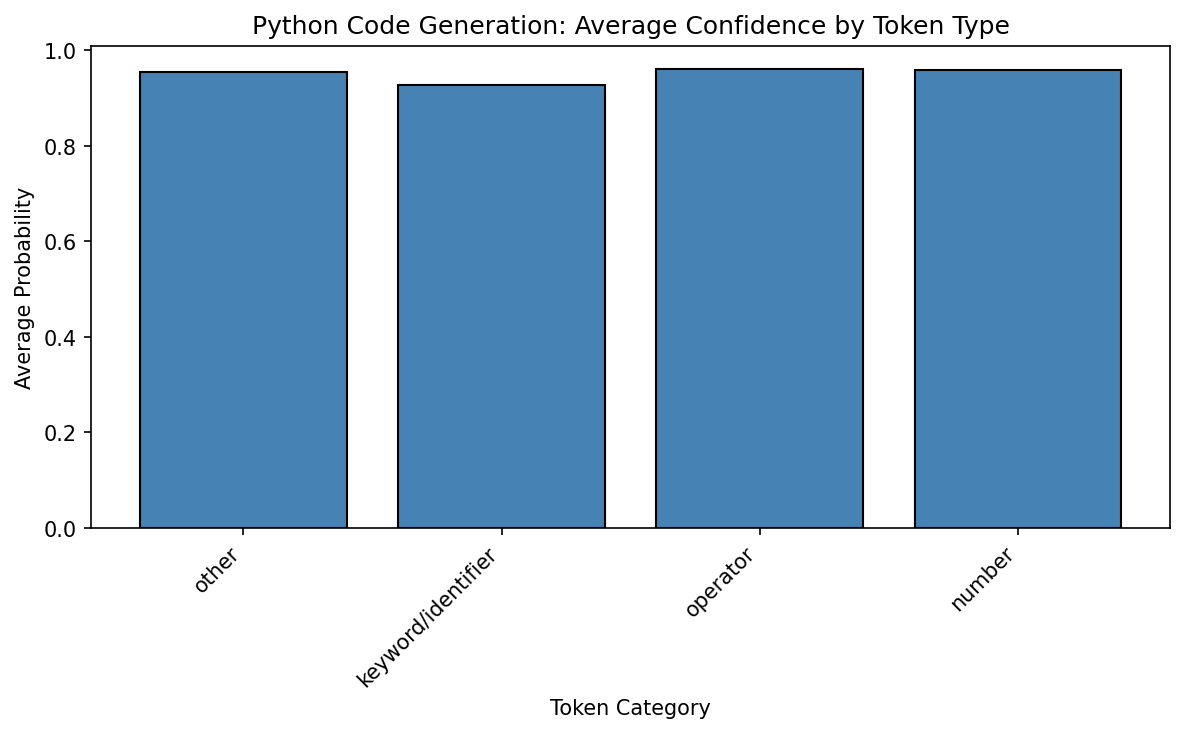 Python Code Generation: Average Confidence by Token Type
Average Probability
1.0
0.8
0.6
0.4
0.2
0.0
other
keyword/identifier
operator
number
Token Category